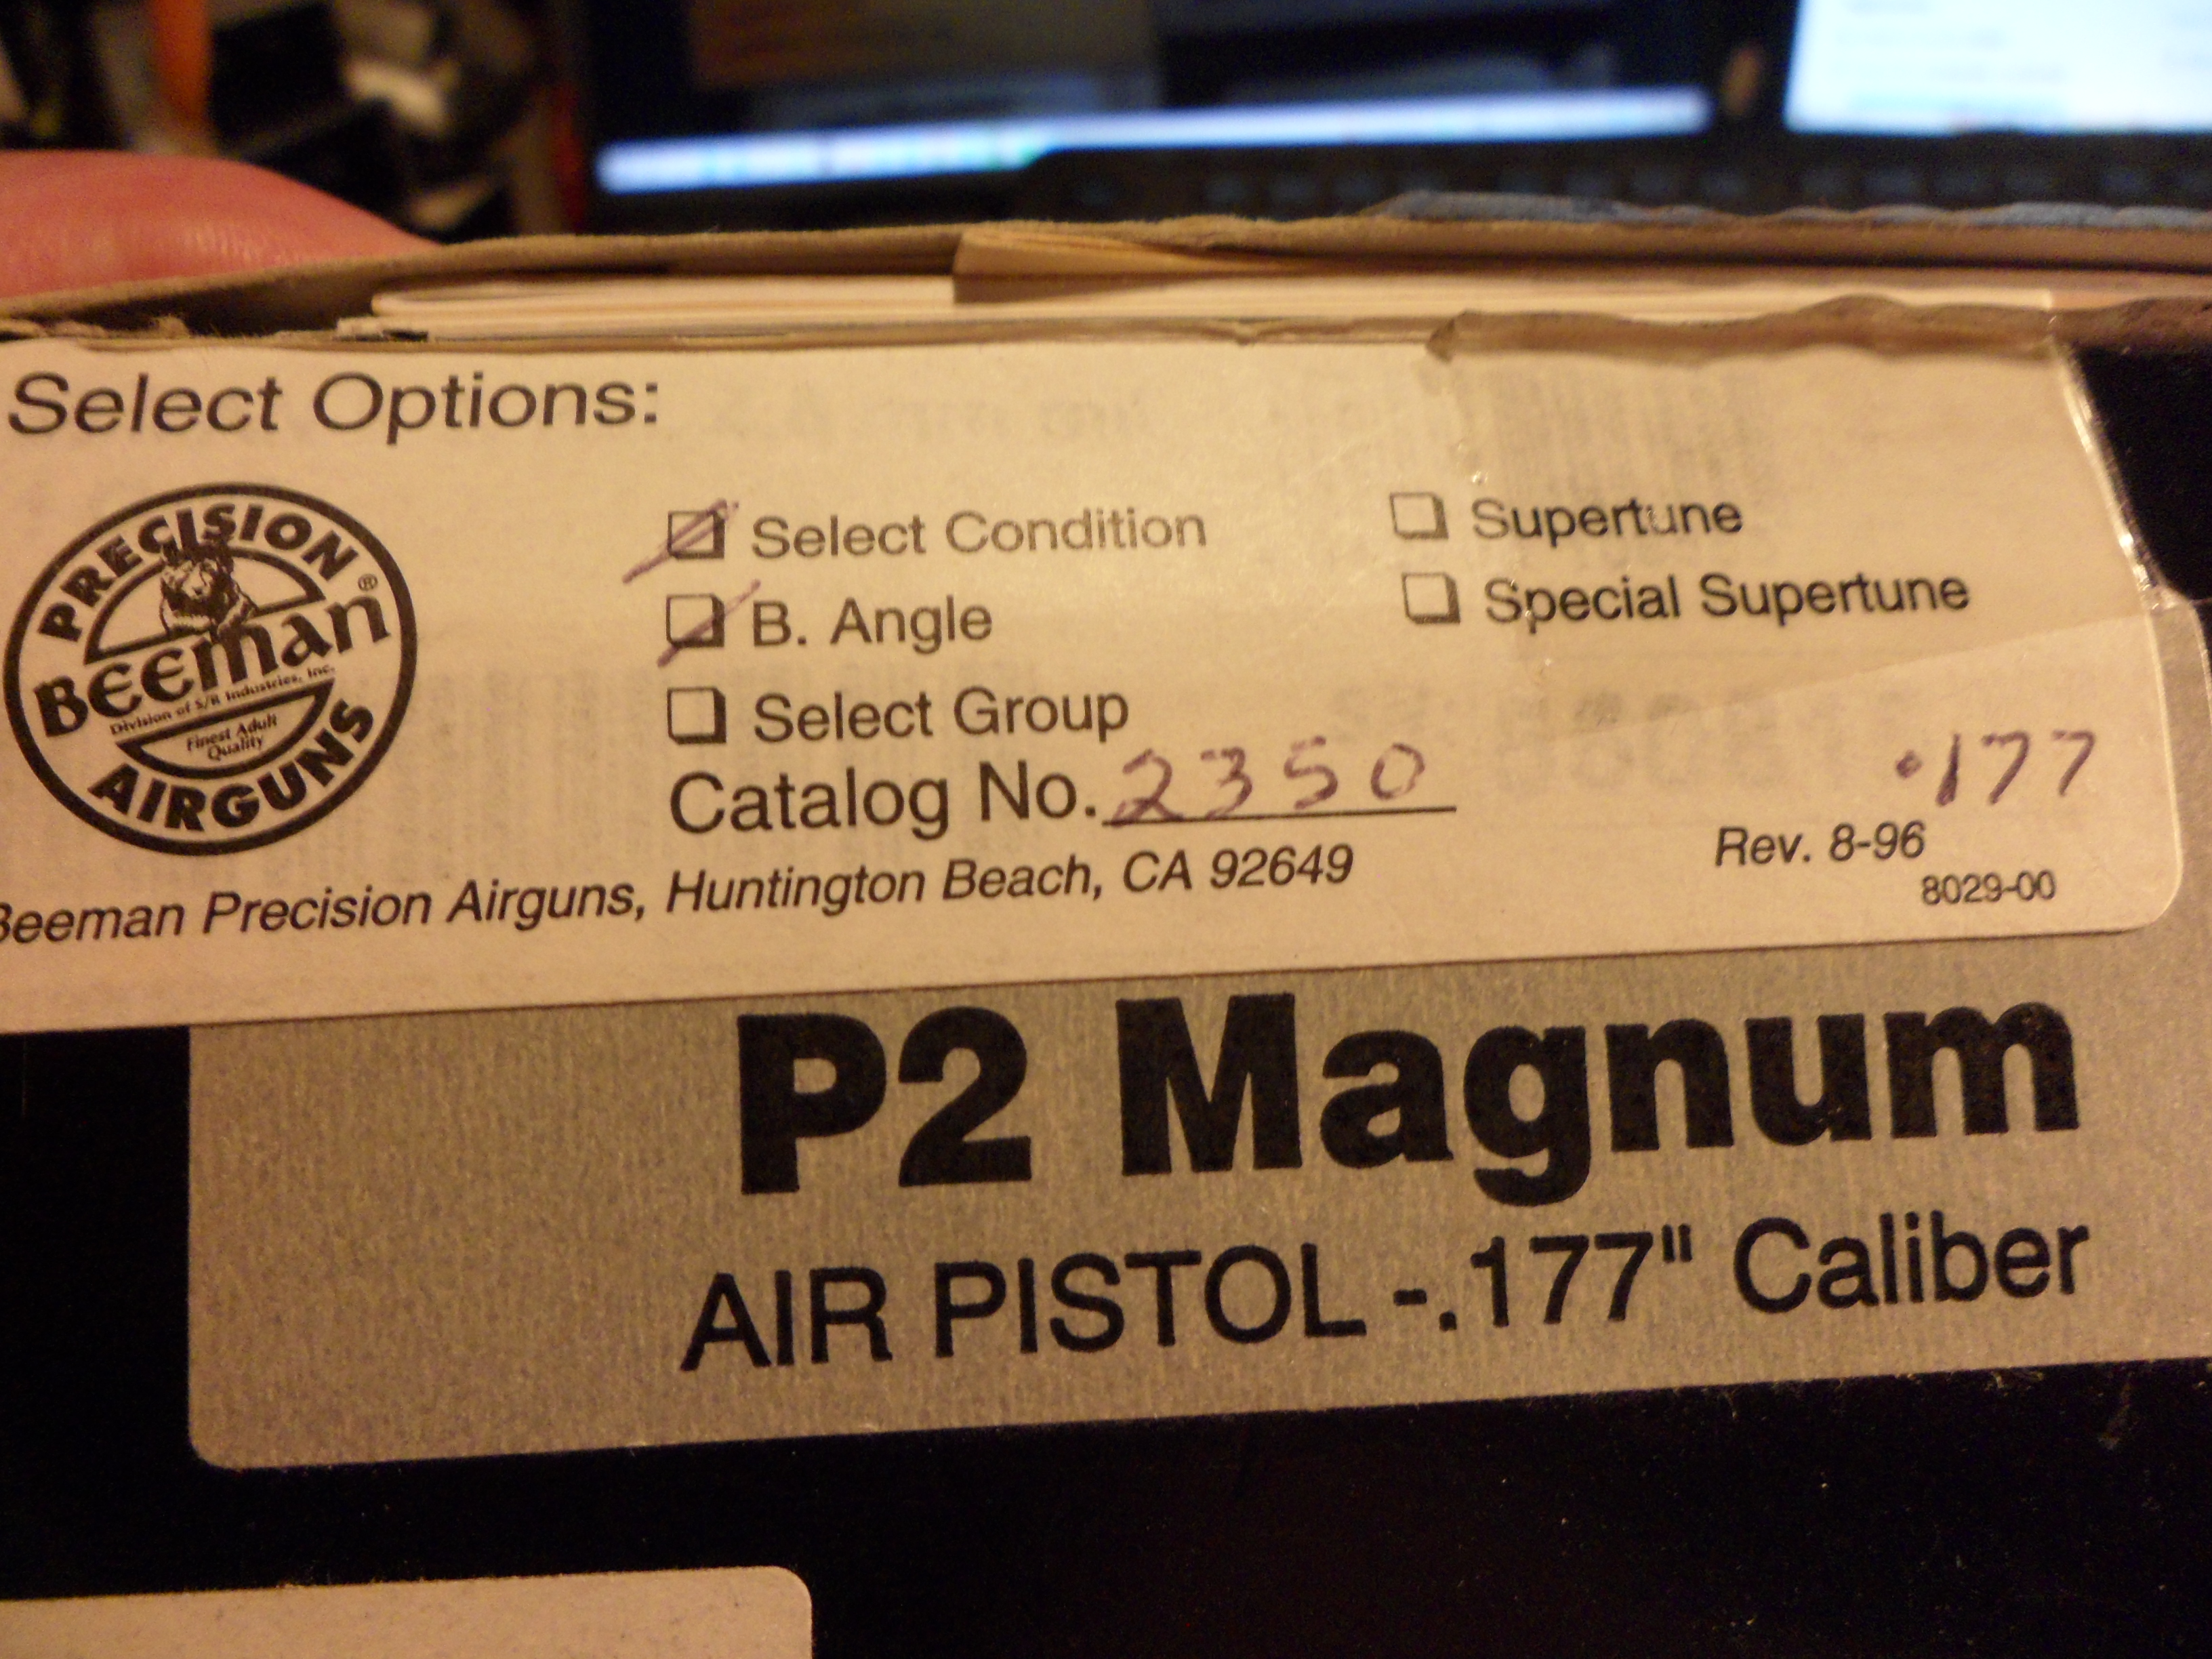 Select Options:
PRECISION ®
BEEman
Division of S/R Industries, Inc.
Finest Adult
Quality
AIRGUNS
Select Condition
B. Angle
Select Group
Supertune
Special Supertune
Catalog No. 2350
.177
Beeman Precision Airguns, Huntington Beach, CA 92649
Rev. 8-96
8029-00
P2 Magnum
AIR PISTOL -.177" Caliber